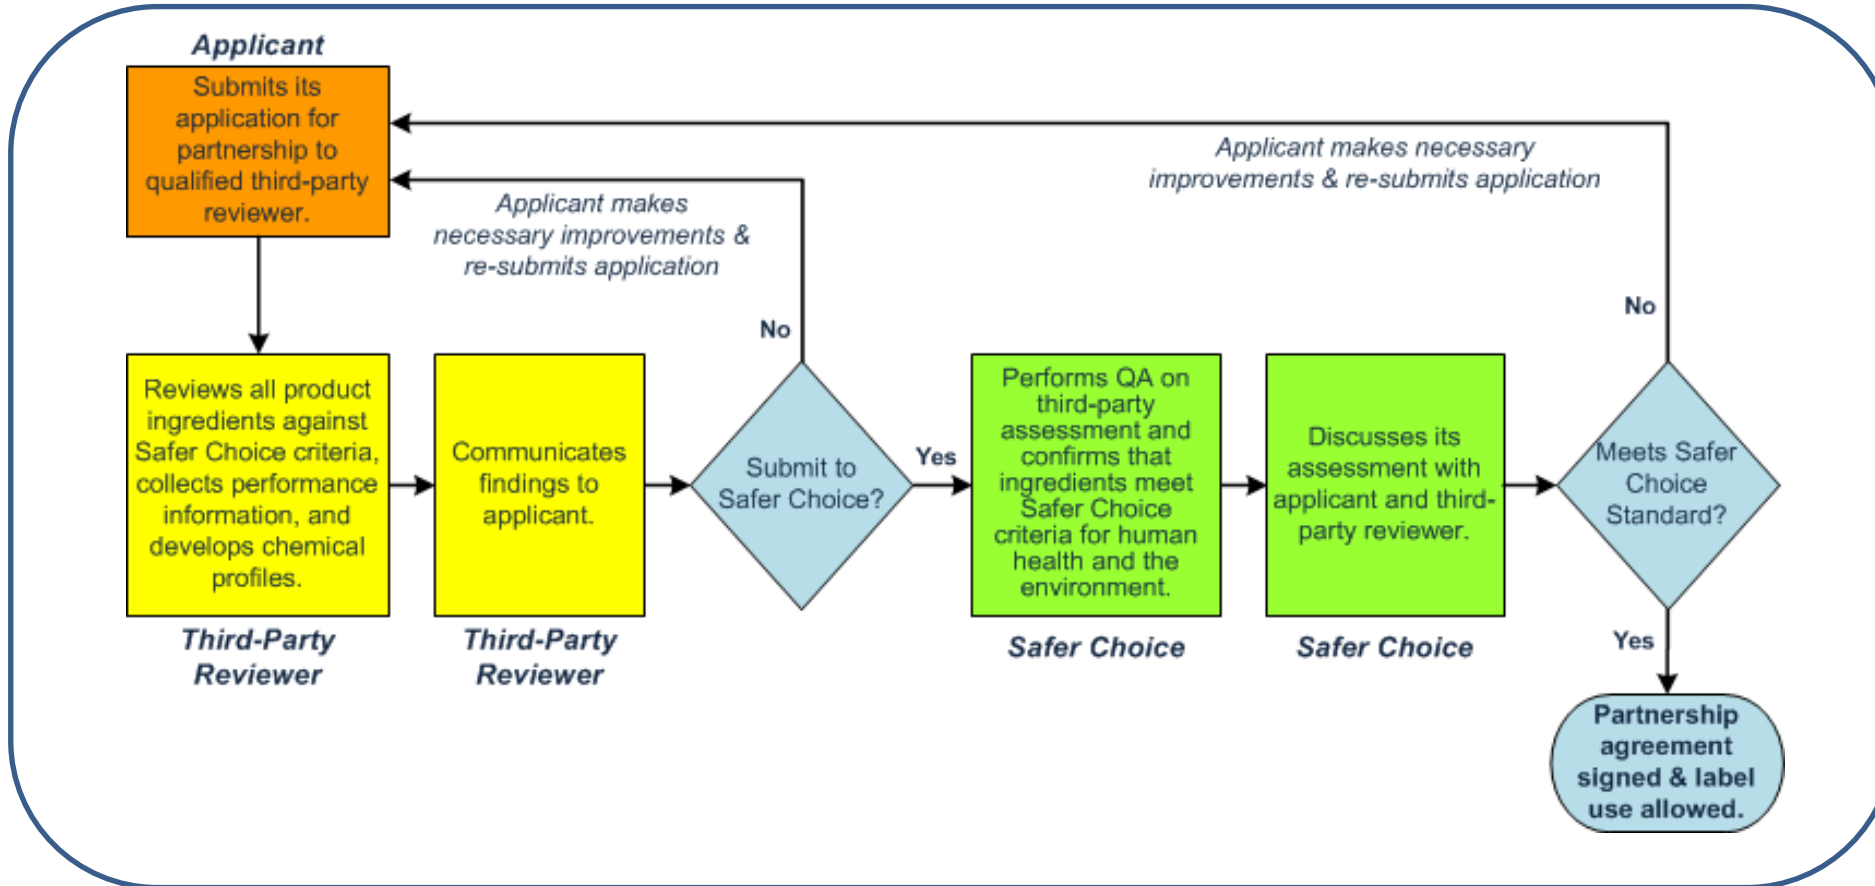 Applicant
Submits its
application for
partnership to
qualified third-party
reviewer.
Applicant makes
necessary improvements &
re-submits application
Applicant makes necessary
improvements & re-submits application
No
No
Reviews all product
ingredients against
Safer Choice criteria,
collects performance
information, and
develops chemical
profiles.
Third-Party
Reviewer
Communicates
findings to
applicant.
Third-Party
Reviewer
Submit to
Safer Choice?
Yes
Performs QA on
third-party
assessment and
confirms that
ingredients meet
Safer Choice
criteria for human
health and the
environment.
Safer Choice
Discusses its
assessment with
applicant and third-
party reviewer.
Safer Choice
Meets Safer
Choice
Standard?
Yes
Partnership
agreement
signed & label
use allowed.